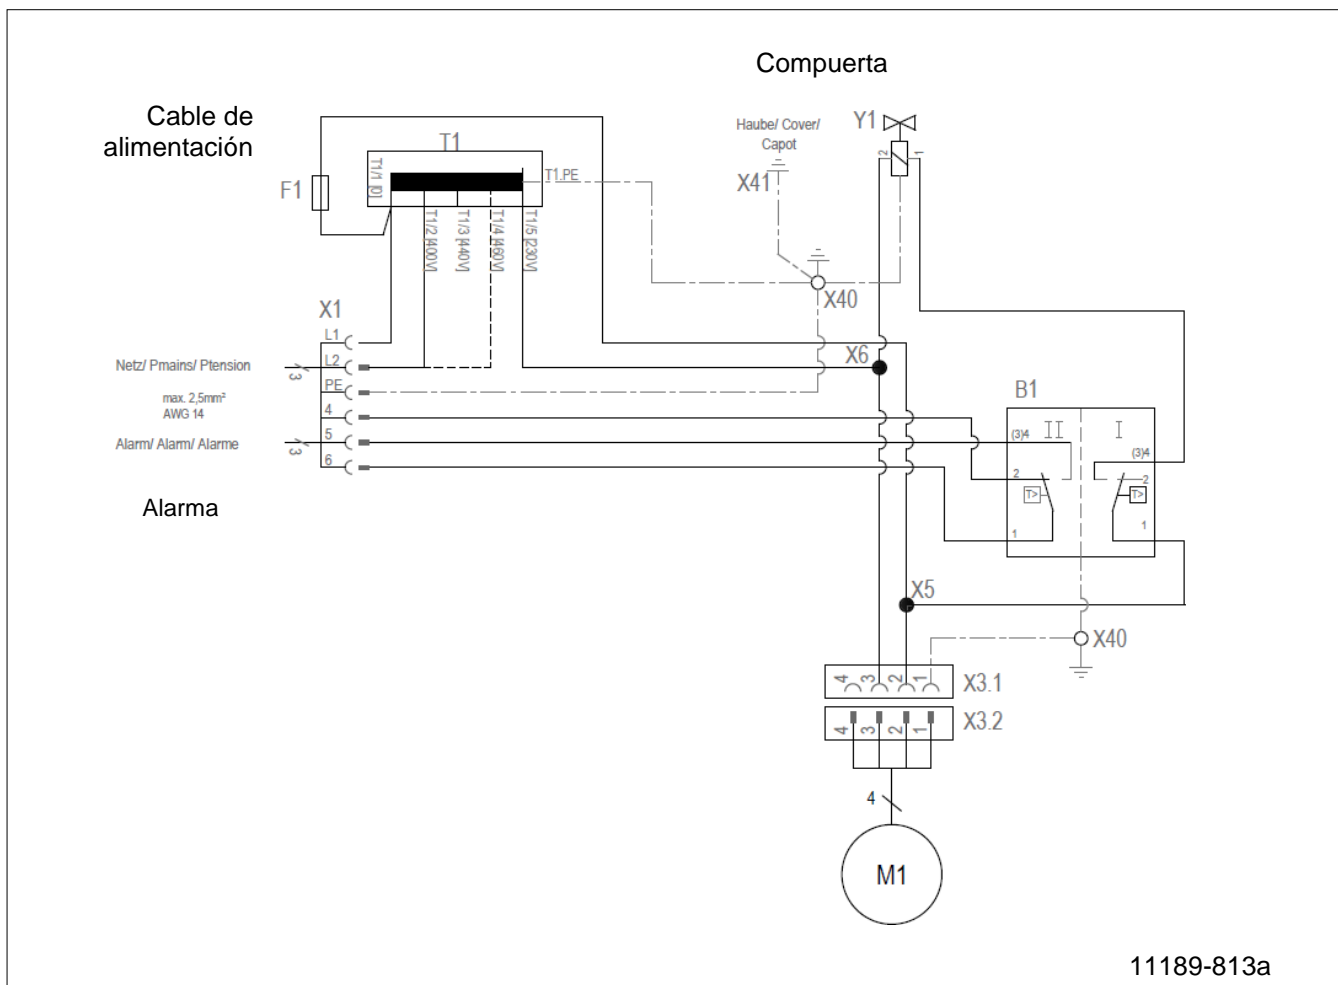 Compuerta
Cable de
alimentación
Haube/ Cover/
Capot
Y1
2
1
T1
T1/1 [0]
T1.PE
X41
F1
T1/2 [400V]
T1/3 [440V]
T1/4 [460V]
T1/5 [230V]
X40
X1
L1
X6
Netz/ Pmains/ Ptension
3
L2
PE
B1
max. 2,5mm²
AWG 14
4
Alarm/ Alarm/ Alarme
3
5
6
(3)4
II
I
(3)4
2
2
T>
T>
1
1
Alarma
X5
X40
4
3
2
1
X3.1
4
3
2
1
X3.2
4
M1
11189-813a